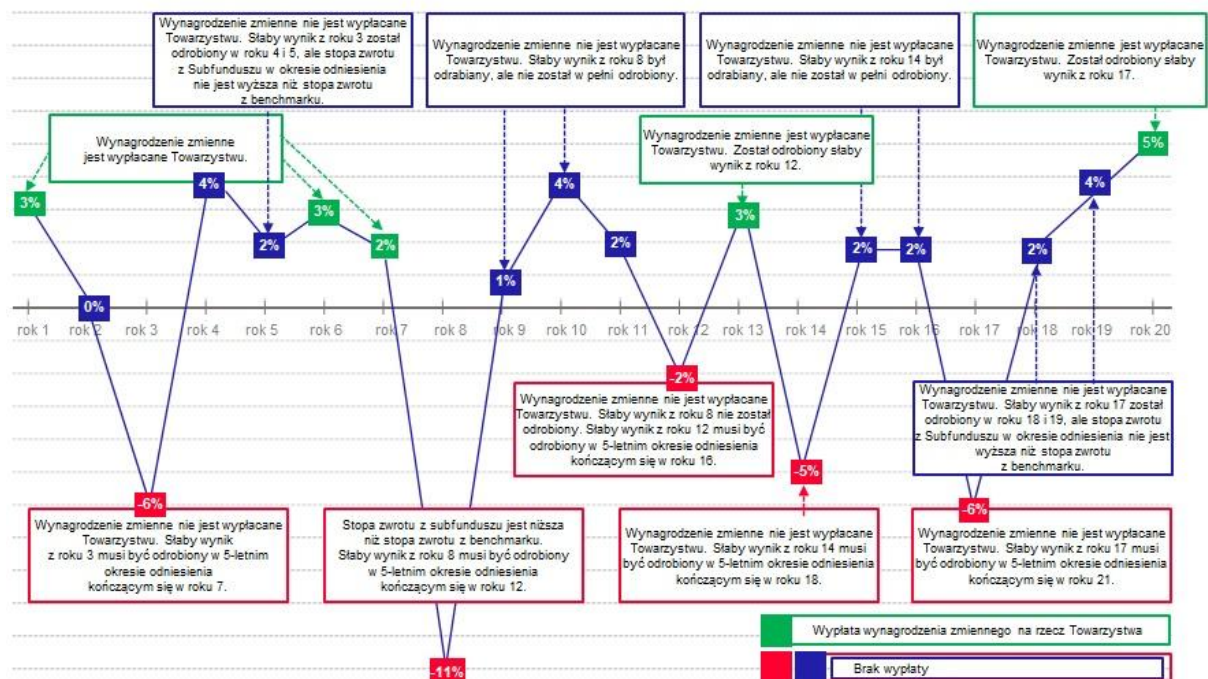 Wynagrodzenie zmienne nie jest wypłacane
Towarzystwu. Słaby wynik z roku 3 został
odrobiony w roku 4 i 5, ale stopa zwrotu
z Subfunduszu w okresie odniesienia
nie jest wyższa niż stopa zwrotu
z benchmarku.
Wynagrodzenie zmienne nie jest wypłacane
Towarzystwu. Słaby wynik z roku 8 był
odrabiany, ale nie został w pełni odrobiony.
Wynagrodzenie zmienne nie jest wypłacane
Towarzystwu. Słaby wynik z roku 14 był
odrabiany, ale nie został w pełni odrobiony.
Wynagrodzenie zmienne jest wypłacane
Towarzystwu. Został odrobiony słaby
wynik z roku 17.
Wynagrodzenie zmienne
jest wypłacane Towarzystwu.
Wynagrodzenie zmienne jest wypłacane
Towarzystwu. Został odrobiony słaby
wynik z roku 12.
3%
0%
-6%
4%
2%
3%
2%
-11%
1%
4%
2%
-2%
3%
-5%
2%
2%
-6%
2%
4%
5%
rok 1
rok 2
rok 3
rok 4
rok 5
rok 6
rok 7
rok 8
rok 9
rok 10
rok 11
rok 12
rok 13
rok 14
rok 15
rok 16
rok 17
rok 18
rok 19
rok 20
Wynagrodzenie zmienne nie jest wypłacane
Towarzystwu. Słaby wynik z roku 8 nie został
odrobiony. Słaby wynik z roku 12 musi być
odrobiony w 5-letnim okresie odniesienia
kończącym się w roku 16.
Wynagrodzenie zmienne nie jest wypłacane
Towarzystwu. Słaby wynik z roku 17 został
odrobiony w roku 18 i 19, ale stopa zwrotu
z Subfunduszu w okresie odniesienia nie jest
wyższa niż stopa zwrotu
z benchmarku.
Wynagrodzenie zmienne nie jest wypłacane
Towarzystwu. Słaby wynik
z roku 3 musi być odrobiony w 5-letnim
okresie odniesienia
kończącym się w roku 7.
Stopa zwrotu z subfunduszu jest niższa
niż stopa zwrotu z benchmarku.
Słaby wynik z roku 8 musi być odrobiony
w 5-letnim okresie odniesienia
kończącym się w roku 12.
Wynagrodzenie zmienne nie jest wypłacane
Towarzystwu. Słaby wynik z roku 14 musi
być odrobiony w 5-letnim okresie odniesienia
kończącym się w roku 18.
Wynagrodzenie zmienne nie jest wypłacane
Towarzystwu. Słaby wynik z roku 17 musi
być odrobiony w 5-letnim okresie odniesienia
kończącym się w roku 21.
Wypłata wynagrodzenia zmiennego na rzecz Towarzystwa
Brak wypłaty